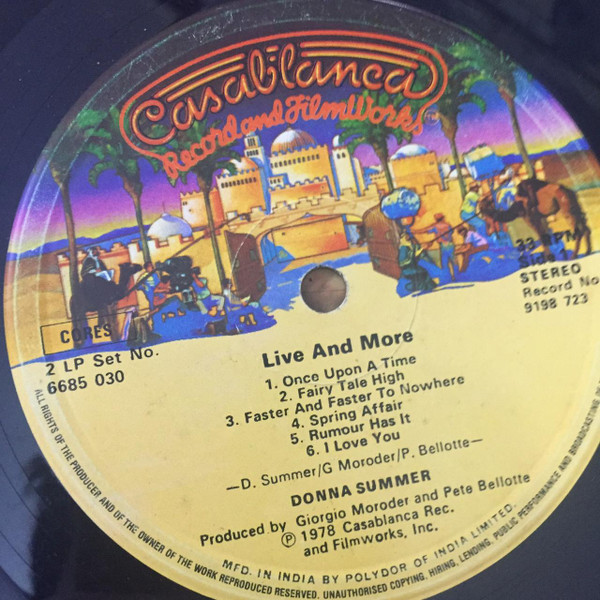 Casablanca
Record and FilmWorks
33 RPM
Side 1
STEREO
Record No.
9198 723
CORES
2 LP Set No.
6685 030
Live And More
1. Once Upon A Time
2. Fairy Tale High
3. Faster And Faster To Nowhere
4. Spring Affair
5. Rumour Has It
6. I Love You
—D. Summer/G Moroder/P. Bellotte—
DONNA SUMMER
Produced by Giorgio Moroder and Pete Bellotte
Ⓟ 1978 Casablanca Rec.
and Filmworks, Inc.
MFD. IN INDIA BY POLYDOR OF INDIA LIMITED.
ALL RIGHTS OF THE PRODUCER AND OF THE OWNER OF THE WORK REPRODUCED RESERVED. UNAUTHORISED COPYING, HIRING, LENDING, PUBLIC PERFORMANCE AND BROADCASTING